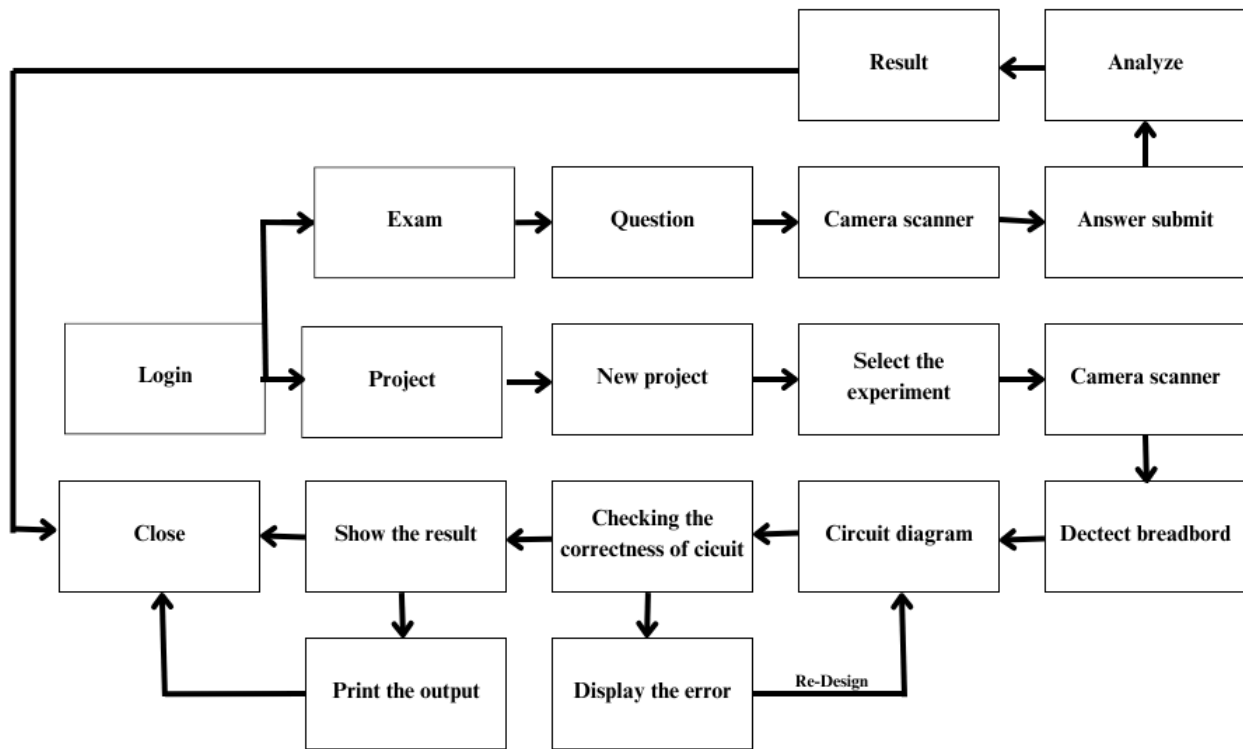 Result
Analyze
Exam
Question
Camera scanner
Answer submit
Login
Project
New project
Select the
experiment
Camera scanner
Close
Show the result
Checking the
correctness of cicuit
Circuit diagram
Dectect breadbord
Print the output
Display the error
Re-Design